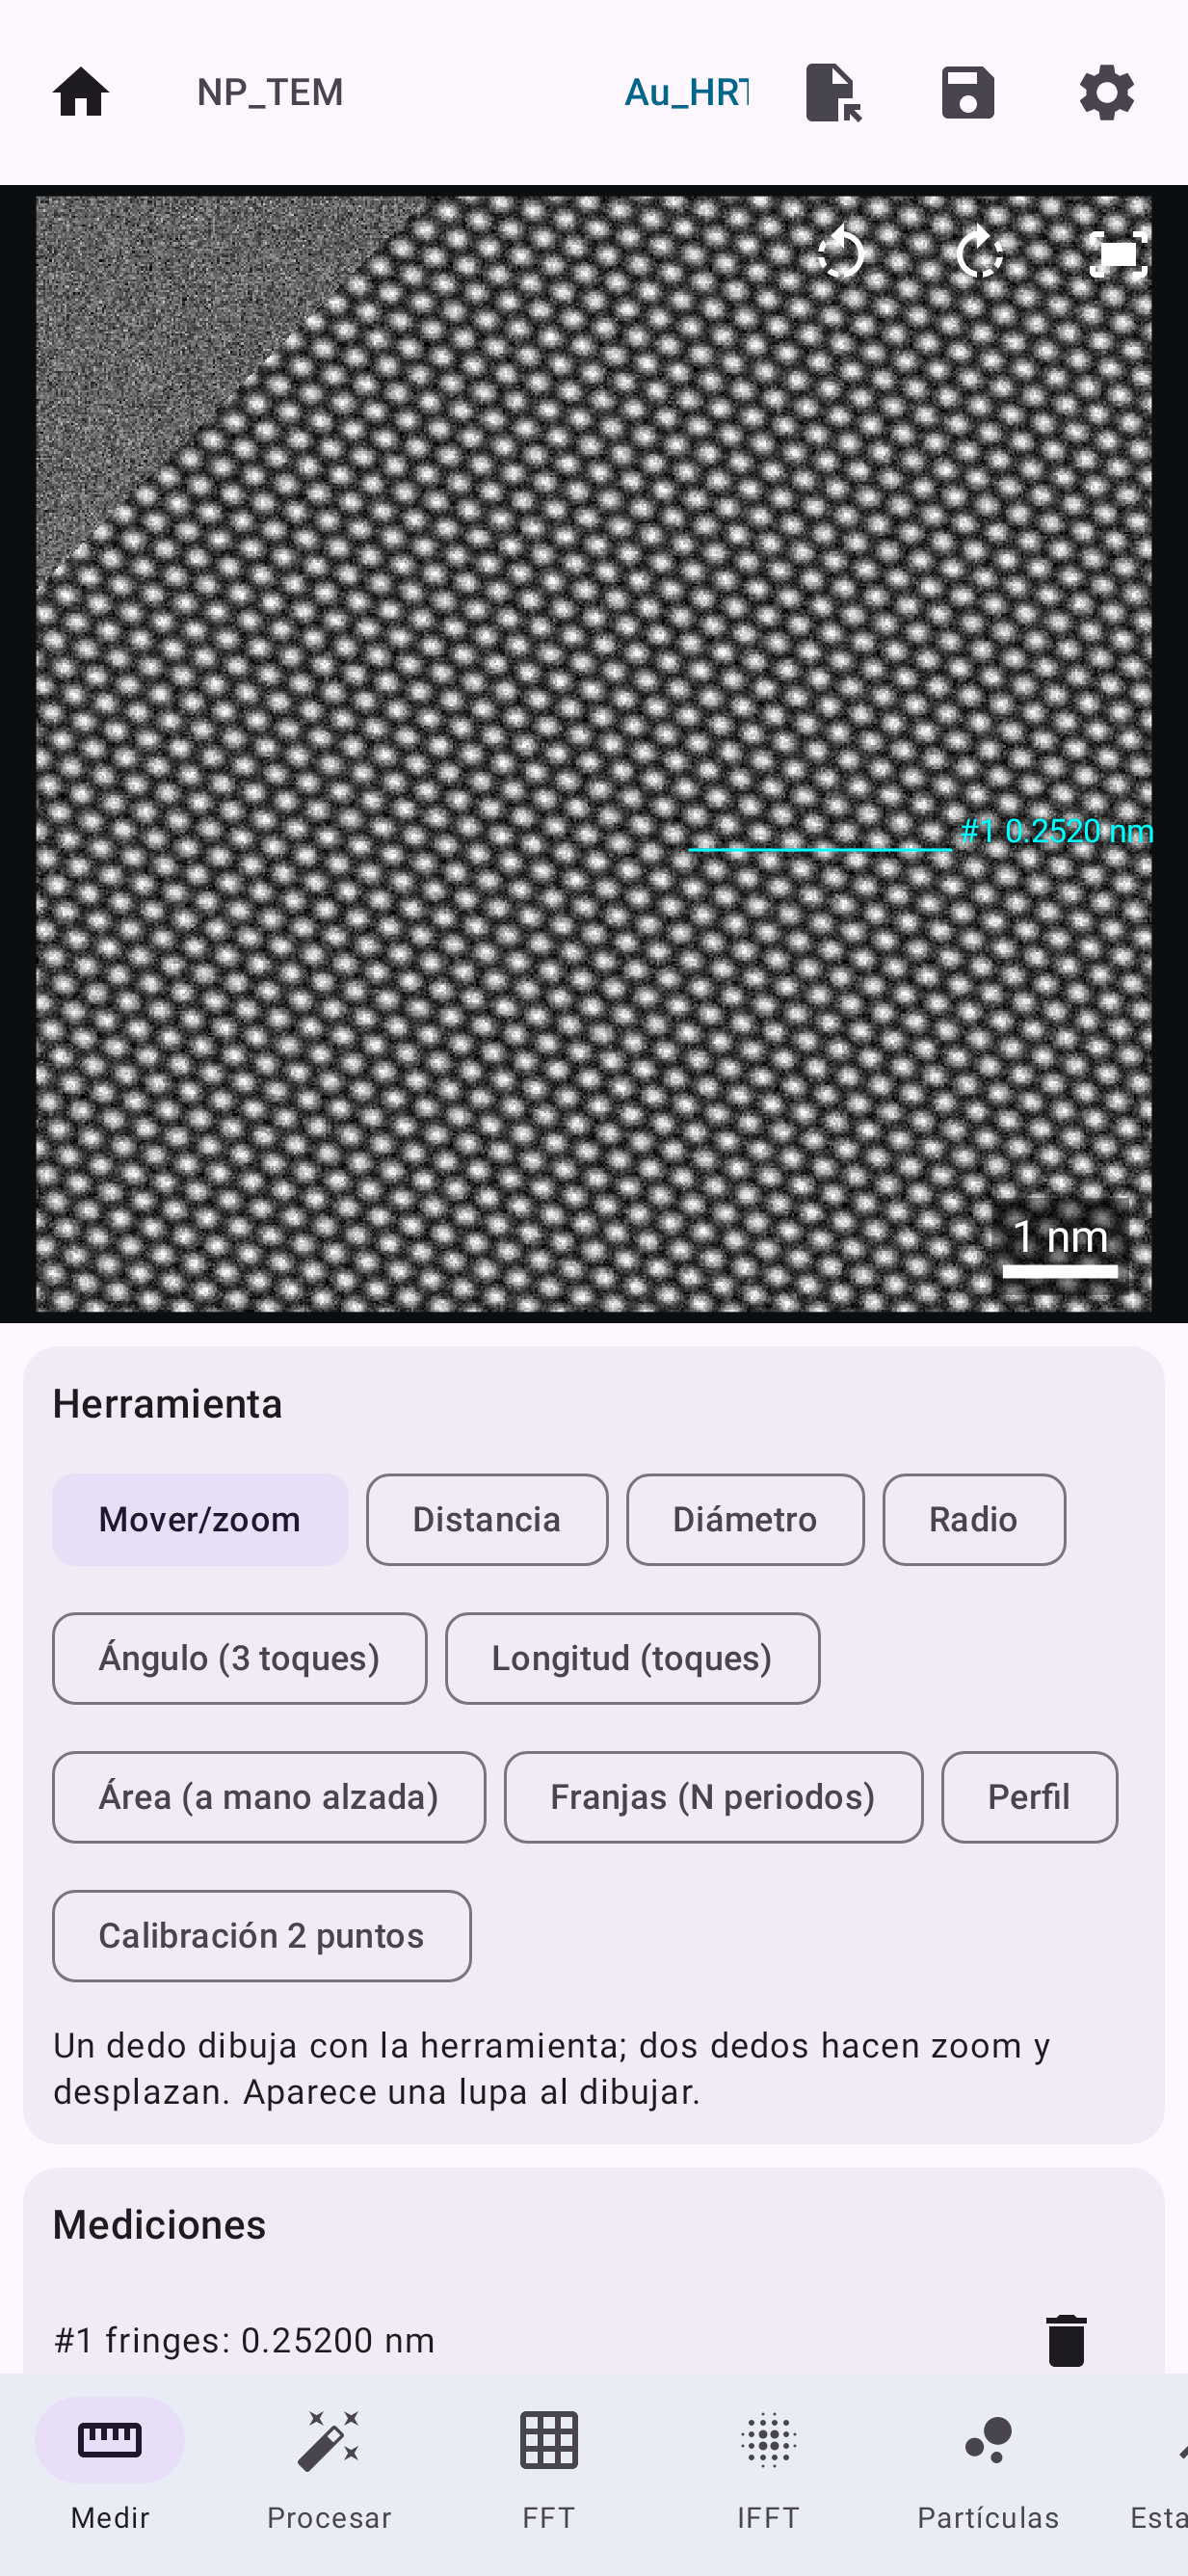 NP_TEM
Au_HR
#1 0.2520 nm
1 nm
Herramienta
Mover/zoom
Distancia
Diámetro
Radio
Ángulo (3 toques)
Longitud (toques)
Área (a mano alzada)
Franjas (N periodos)
Perfil
Calibración 2 puntos
Un dedo dibuja con la herramienta; dos dedos hacen zoom y
desplazan. Aparece una lupa al dibujar.
Mediciones
#1 fringes: 0.25200 nm
Medir
Procesar
FFT
IFFT
Partículas
Esta